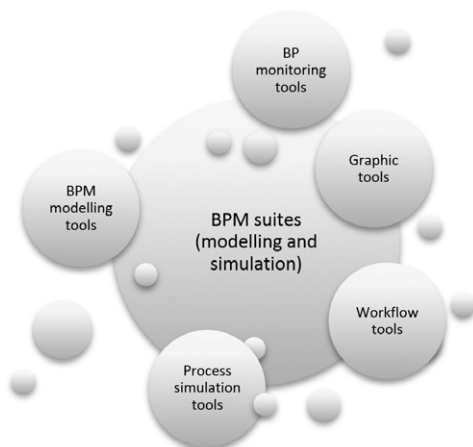 BP
monitoring
tools
Graphic
tools
BPM
modelling
tools
BPM suites
(modelling and
simulation)
Workflow
tools
Process
simulation
tools